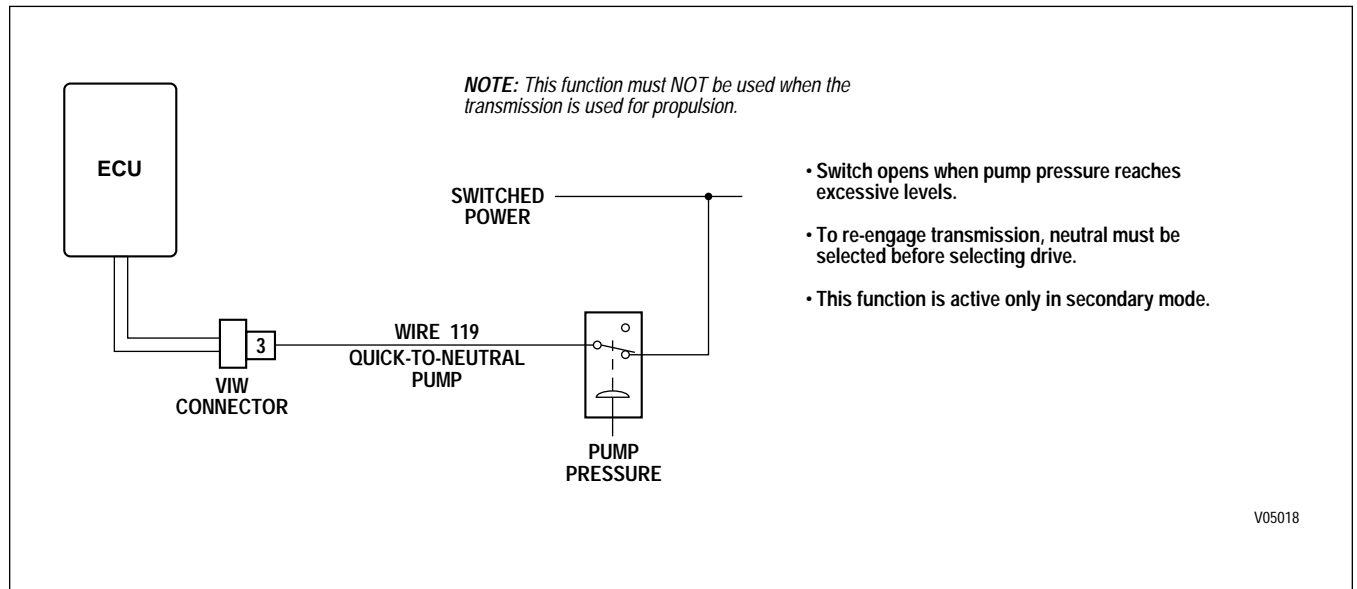 NOTE: This function must NOT be used when the
transmission is used for propulsion.
ECU
SWITCHED
POWER
• Switch opens when pump pressure reaches
excessive levels.
• To re-engage transmission, neutral must be
selected before selecting drive.
• This function is active only in secondary mode.
3
VIW
CONNECTOR
WIRE 119
QUICK-TO-NEUTRAL
PUMP
PUMP
PRESSURE
V05018